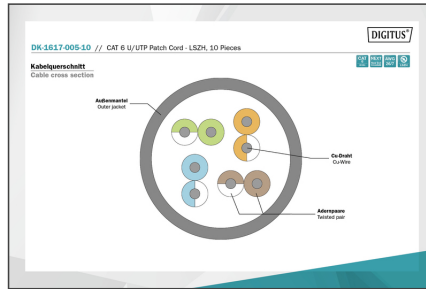 DIGITUS®
DK-1617-005-10 // CAT 6 U/UTP Patch Cord - LSZH, 10 Pieces
Kabelquerschnitt
Cable cross section
Außenmantel
Outer jacket
Cu-Draht
Cu-Wire
Adernpaare
Twisted pair